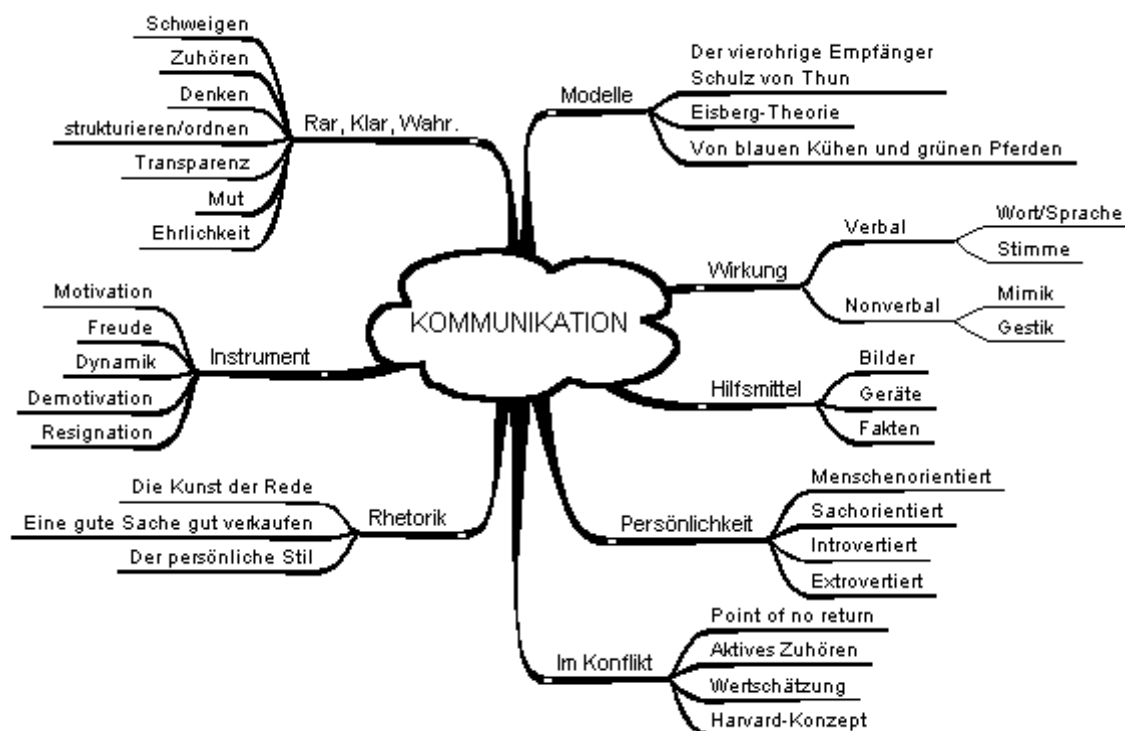 KOMMUNIKATION
Rar, Klar, Wahr.
Schweigen
Zuhören
Denken
strukturieren/ordnen
Transparenz
Mut
Ehrlichkeit
Modelle
Der vierohrige Empfänger
Schulz von Thun
Eisberg-Theorie
Von blauen Kühen und grünen Pferden
Wirkung
Verbal
Wort/Sprache
Stimme
Nonverbal
Mimik
Gestik
Hilfsmittel
Bilder
Geräte
Fakten
Persönlichkeit
Menschenorientiert
Sachorientiert
Introvertiert
Extrovertiert
Im Konflikt
Point of no return
Aktives Zuhören
Wertschätzung
Harvard-Konzept
Rhetorik
Die Kunst der Rede
Eine gute Sache gut verkaufen
Der persönliche Stil
Instrument
Motivation
Freude
Dynamik
Demotivation
Resignation